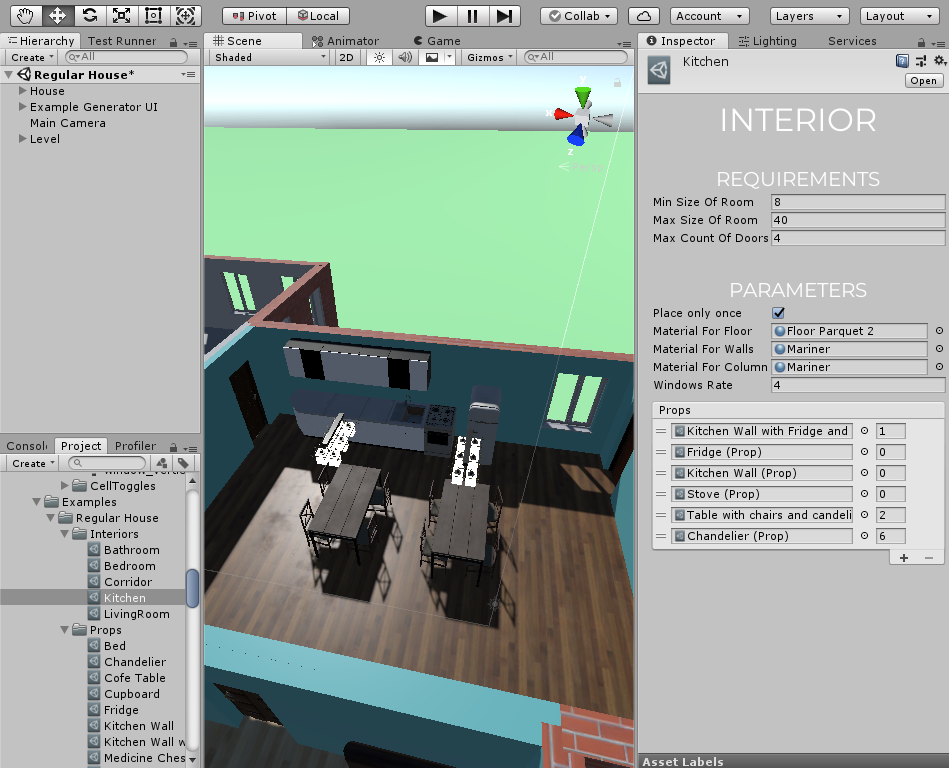 Pivot Local Collab Account Layers Layout
Hierarchy Test Runner
Create All
Regular House*
House
Example Generator UI
Main Camera
Level
Scene Animator Game
Shaded 2D Gizmos All
y
x
z
Inspector Lighting Services
Kitchen
Open
INTERIOR
REQUIREMENTS
Min Size Of Room 8
Max Size Of Room 40
Max Count Of Doors 4
PARAMETERS
Place only once
Material For Floor Floor Parquet 2
Material For Walls Mariner
Material For Column Mariner
Windows Rate 4
Props
Kitchen Wall with Fridge and 1
Fridge (Prop) 0
Kitchen Wall (Prop) 0
Stove (Prop) 0
Table with chairs and candeli 2
Chandelier (Prop) 6
+ −
Asset Labels
Consol Project Profiler
Create
CellToggles
Examples
Regular House
Interiors
Bathroom
Bedroom
Corridor
Kitchen
LivingRoom
Props
Bed
Chandelier
Cofe Table
Cupboard
Fridge
Kitchen Wall
Kitchen Wall w
Medicine Ches